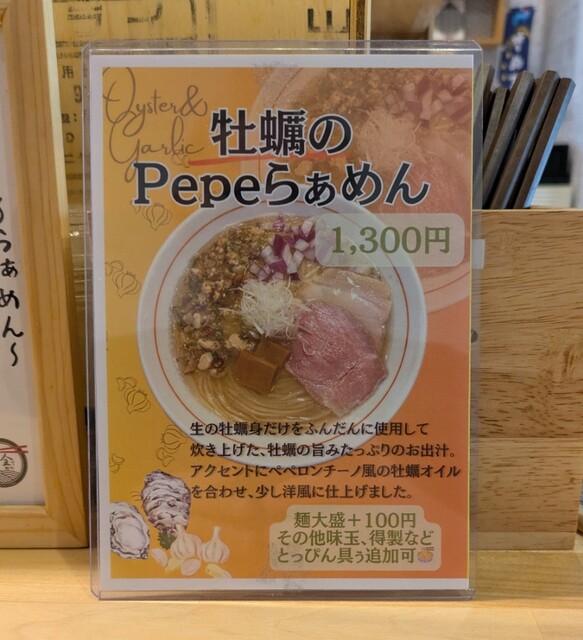 Oyster&
Garlic
牡蠣の
Pepeらぁめん
1,300円
生の牡蠣身だけをふんだんに使用して
炊き上げた、牡蠣の旨みたっぷりのお出汁。
アクセントにペペロンチーノ風の牡蠣オイル
を合わせ、少し洋風に仕上げました。
麺大盛+100円
その他味玉、得製など
とっぴん具ぅ追加可
らぁめん～